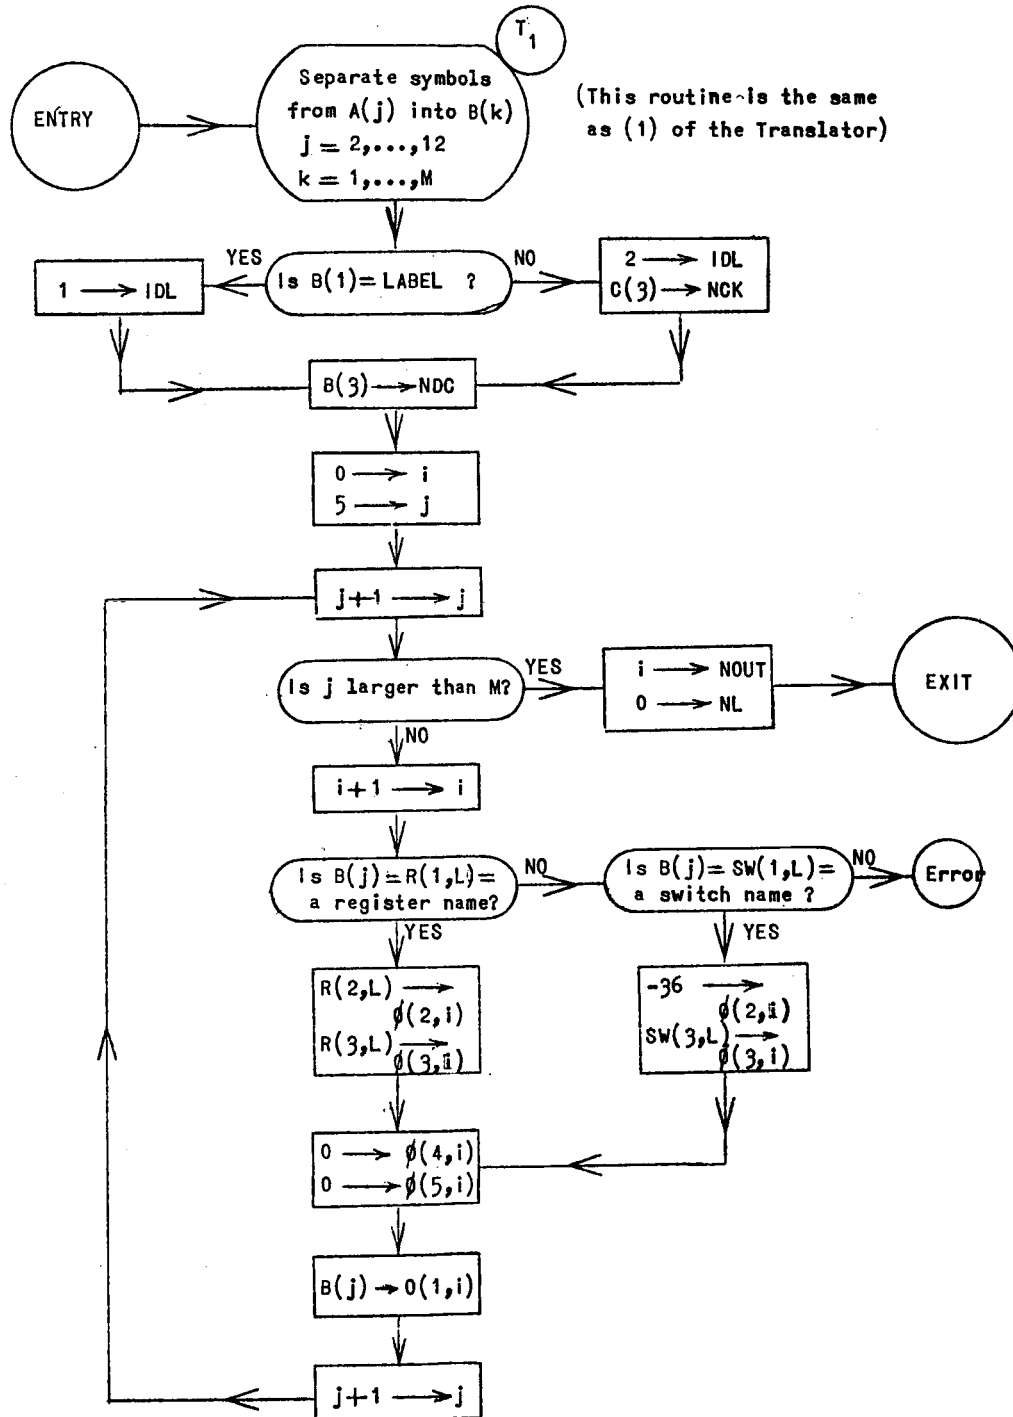 T1
ENTRY
Separate symbols
from A(j) into B(k)
j = 2,...,12
k = 1,...,M
(This routine is the same
as (1) of the Translator)
YES
Is B(1)=LABEL ?
NO
1 → IDL
2 → IDL
C(3) → NCK
B(3) → NDC
0 → i
5 → j
j+1 → j
Is j larger than M?
YES
i → NOUT
0 → NL
EXIT
NO
i+1 → i
Is B(j)=R(1,L)=
a register name?
NO
Is B(j)=SW(1,L)=
a switch name ?
NO
Error
YES
YES
R(2,L) →
Ø(2,i)
R(3,L) →
Ø(3,i)
-36 →
Ø(2,i)
SW(3,L) →
Ø(3,i)
0 → Ø(4,i)
0 → Ø(5,i)
B(j) → O(1,i)
j+1 → j